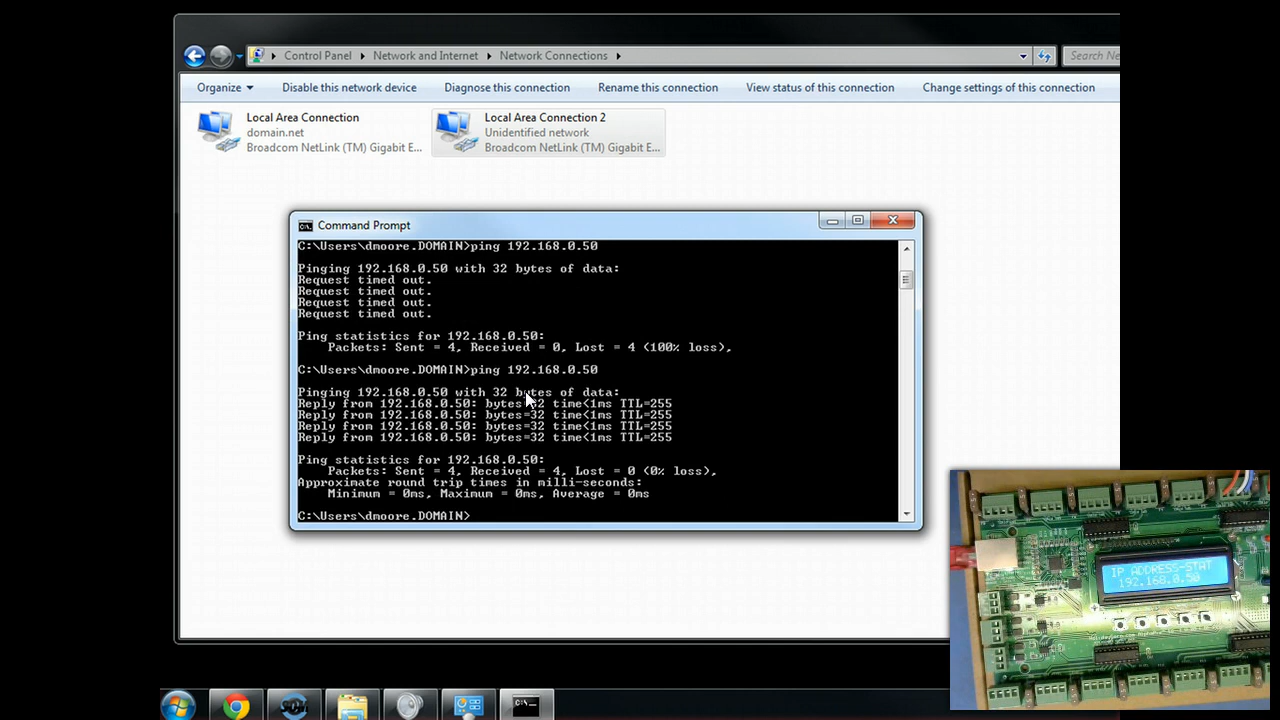 Control Panel Network and Internet Network Connections Search Ne
Organize Disable this network device Diagnose this connection Rename this connection View status of this connection Change settings of this connection
Local Area Connection
domain.net
Broadcom NetLink (TM) Gigabit E...
Local Area Connection 2
Unidentified network
Broadcom NetLink (TM) Gigabit E...
Command Prompt
C:\Users\dmoore.DOMAIN>ping 192.168.0.50
Pinging 192.168.0.50 with 32 bytes of data:
Request timed out.
Request timed out.
Request timed out.
Request timed out.
Ping statistics for 192.168.0.50:
Packets: Sent = 4, Received = 0, Lost = 4 (100% loss),
C:\Users\dmoore.DOMAIN>ping 192.168.0.50
Pinging 192.168.0.50 with 32 bytes of data:
Reply from 192.168.0.50: bytes=32 time<1ms TTL=255
Reply from 192.168.0.50: bytes=32 time<1ms TTL=255
Reply from 192.168.0.50: bytes=32 time<1ms TTL=255
Reply from 192.168.0.50: bytes=32 time<1ms TTL=255
Ping statistics for 192.168.0.50:
Packets: Sent = 4, Received = 4, Lost = 0 (0% loss),
Approximate round trip times in milli-seconds:
Minimum = 0ms, Maximum = 0ms, Average = 0ms
C:\Users\dmoore.DOMAIN>
IP ADDRESS-STAT
192.168.0.50